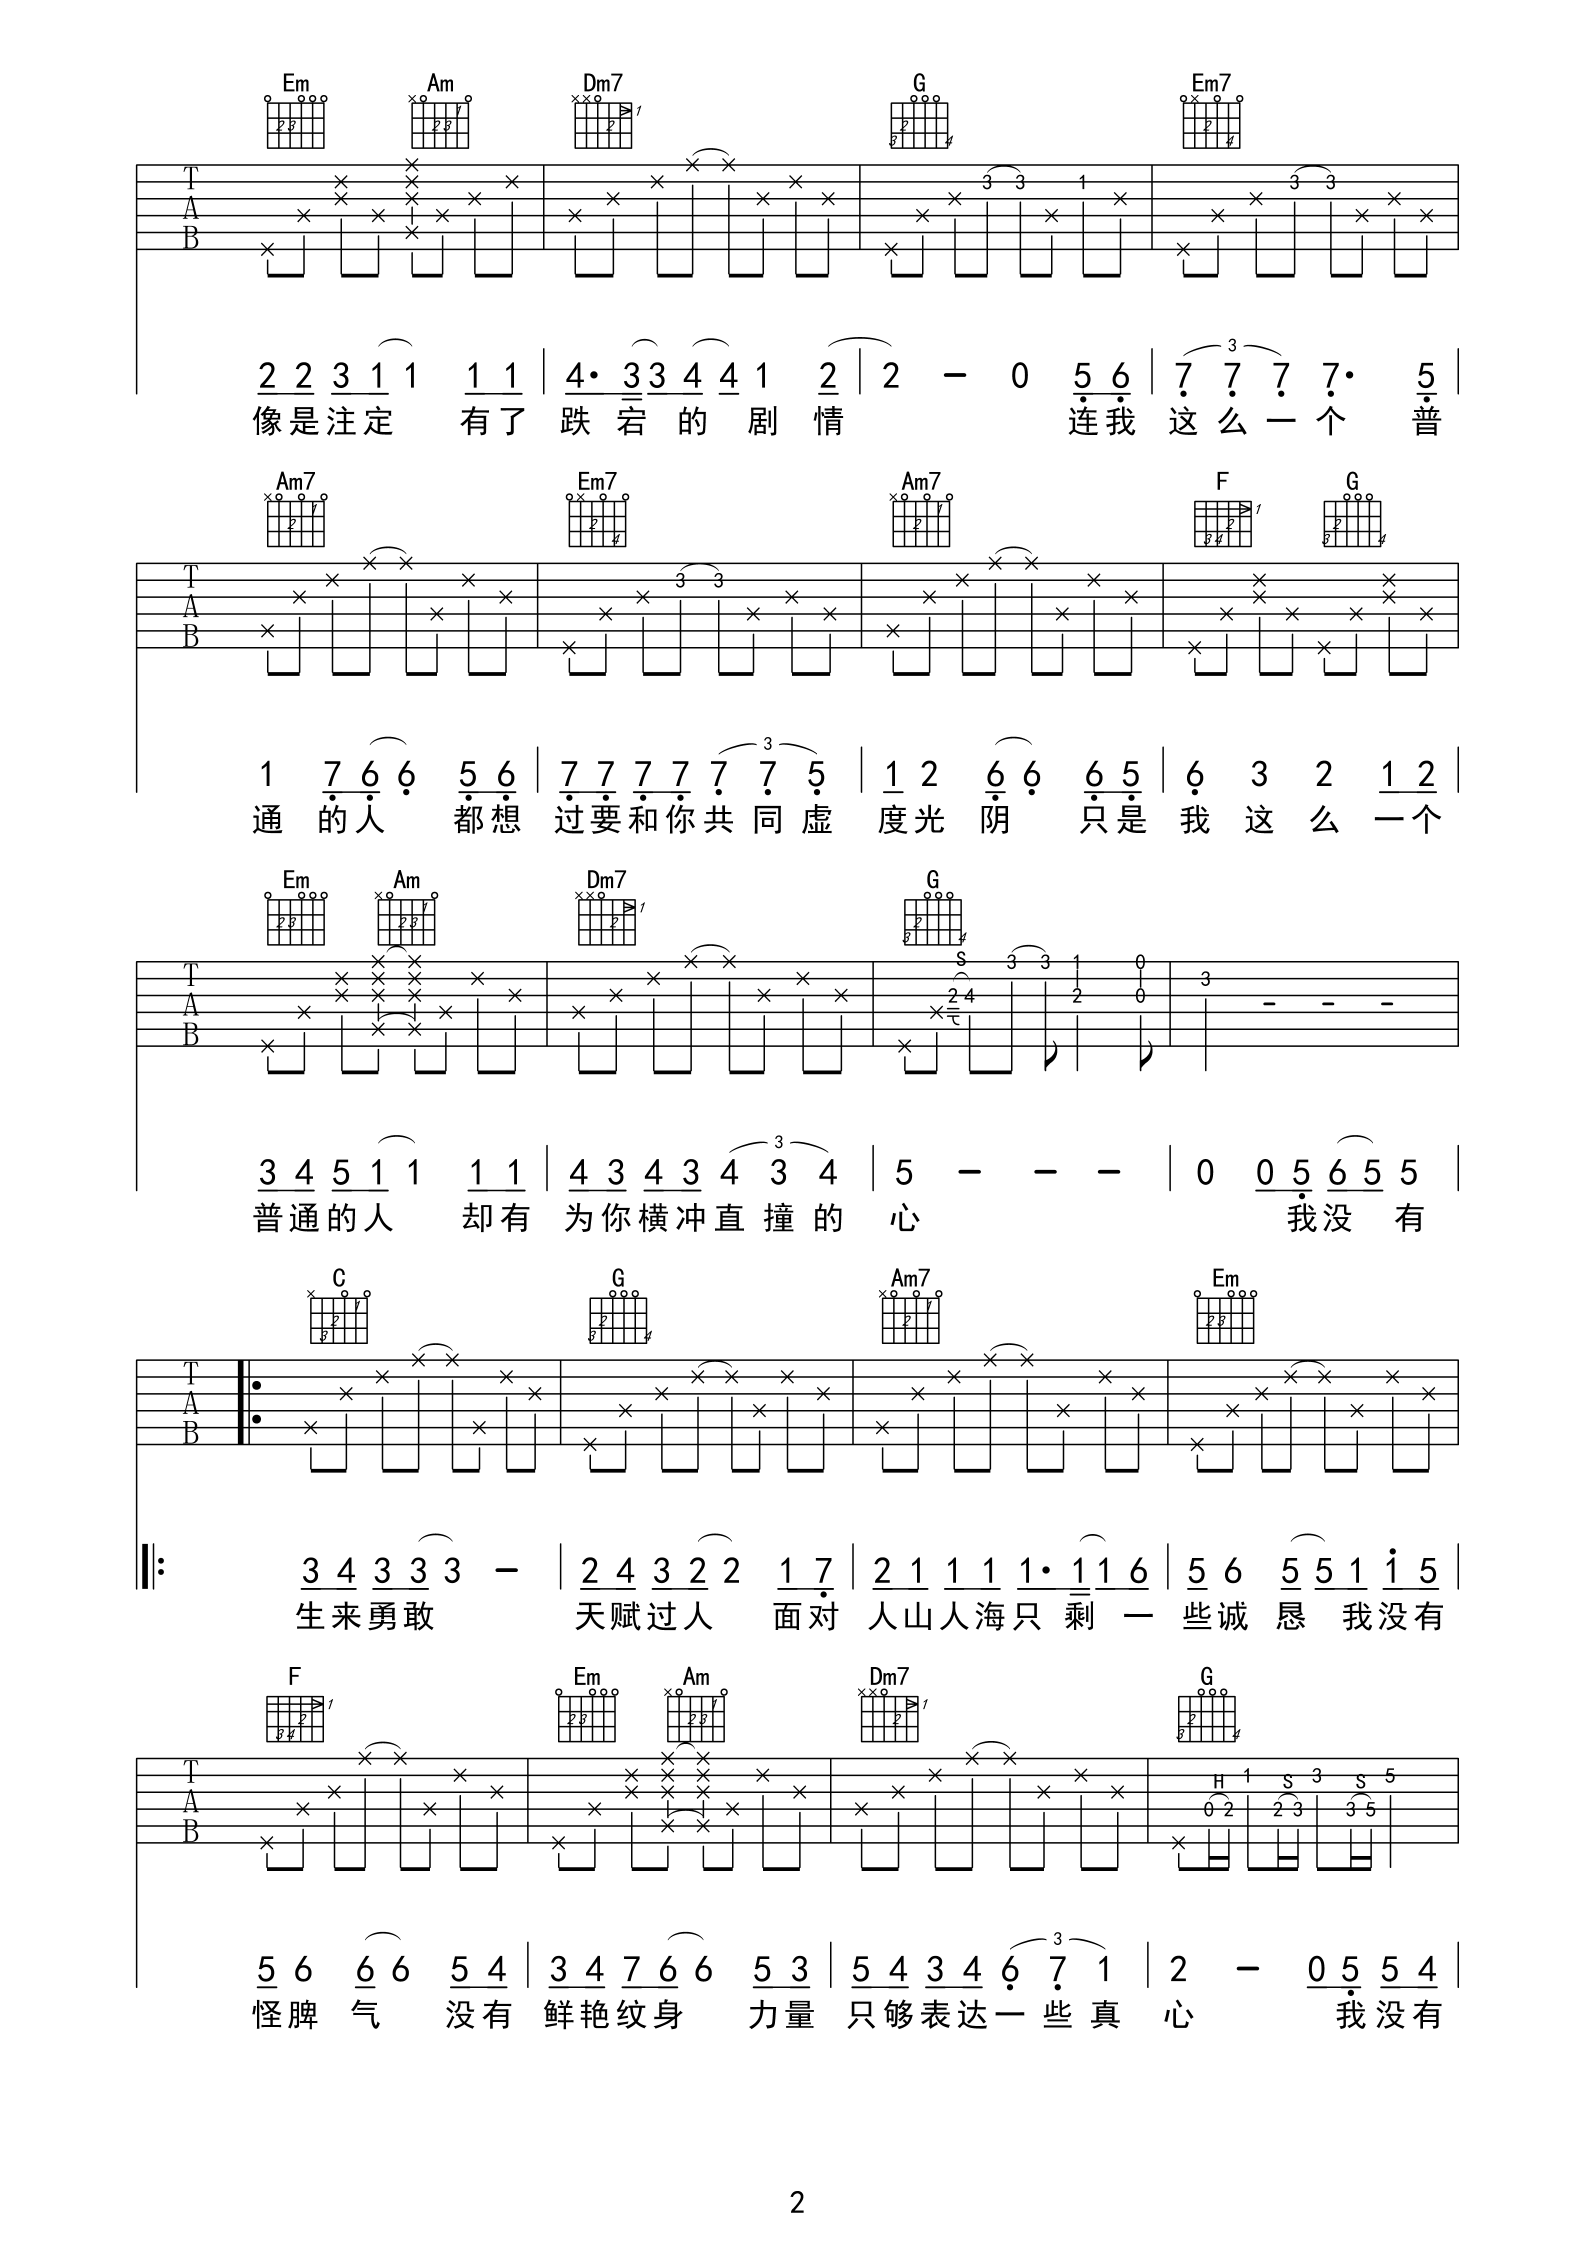 Em Am Dm7 G Em7
T 3 3 1 3 3
A
B
2 2 3 1 1 1 1 4· 3 3 4 4 1 2 2 – 0 5 6 7 7 7 7· 5
3
像是注定 有了 跌宕的剧情 连我 这么一个 普
Am7 Em7 Am7 F G
T 3 3
A
B
1 7 6 6 5 6 7 7 7 7 7 7 5 1 2 6 6 6 5 6 3 2 1 2
3
通 的人 都想 过要和你共同虚 度光阴 只是 我这么一个
Em Am Dm7 G
T S 3 3 1 0 3
A 2 4 2 0 - - -
B
3 4 5 1 1 1 1 4 3 4 3 4 3 4 5 – – – 0 0 5 6 5 5
3
普通的人 却有 为你横冲直撞的 心 我没 有
C G Am7 Em
T
A
B
3 4 3 3 3 – 2 4 3 2 2 1 7 2 1 1 1 1· 1 1 6 5 6 5 5 1 1 5
生来勇敢 天赋过人 面对 人山人海只剩一 些诚恳 我没有
F Em Am Dm7 G
T H 1 S 3 S 5
A 0 2 2 3 3 5
B
5 6 6 6 5 4 3 4 7 6 6 5 3 5 4 3 4 6 7 1 2 – 0 5 5 4
3
怪脾气 没有 鲜艳纹身 力量 只够表达一些真 心 我没有
2